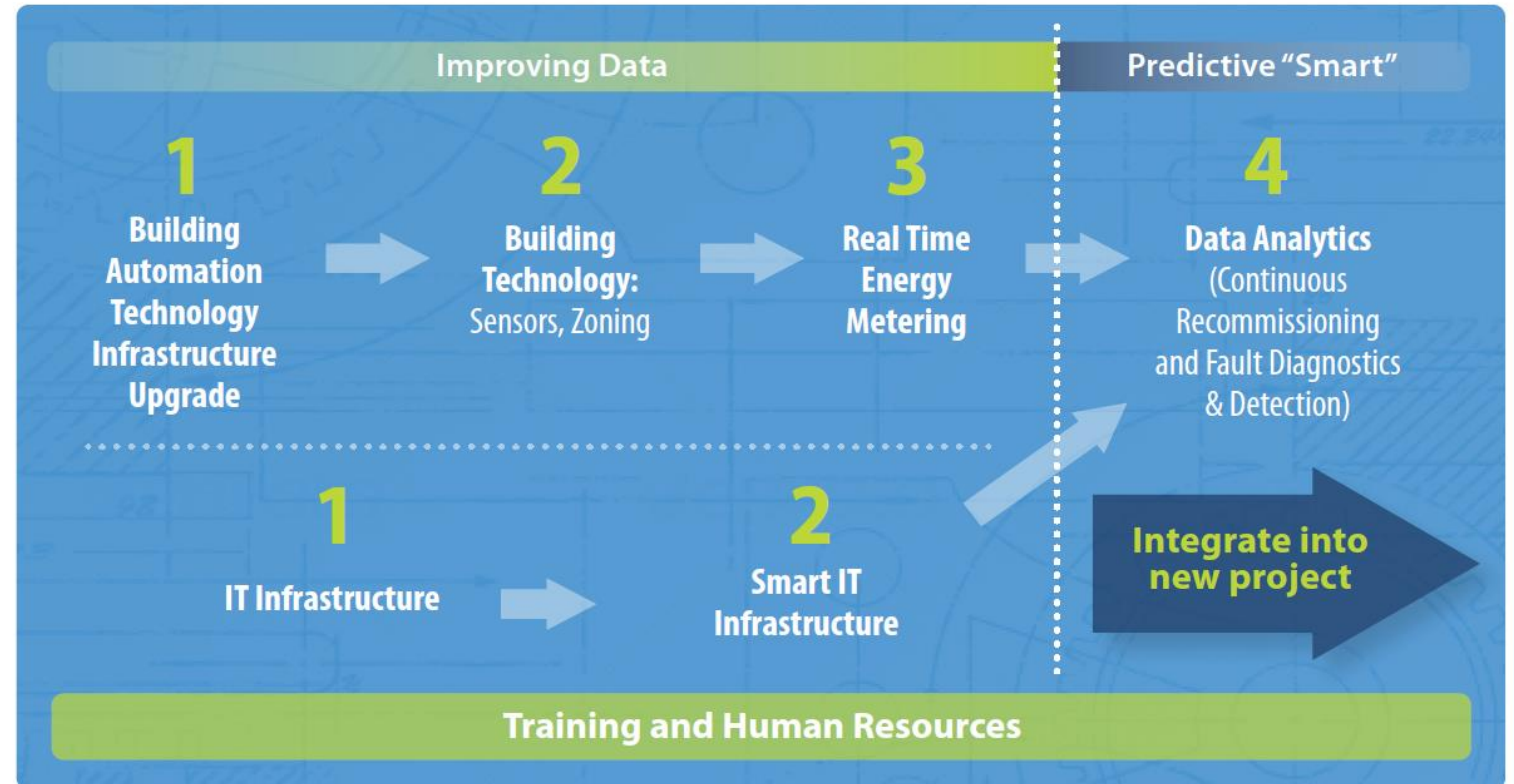 Improving Data
Predictive “Smart”
1
Building
Automation
Technology
Infrastructure
Upgrade
2
Building
Technology:
Sensors, Zoning
3
Real Time
Energy
Metering
4
Data Analytics
(Continuous
Recommissioning
and Fault Diagnostics
& Detection)
1
IT Infrastructure
2
Smart IT
Infrastructure
Integrate into
new project
Training and Human Resources